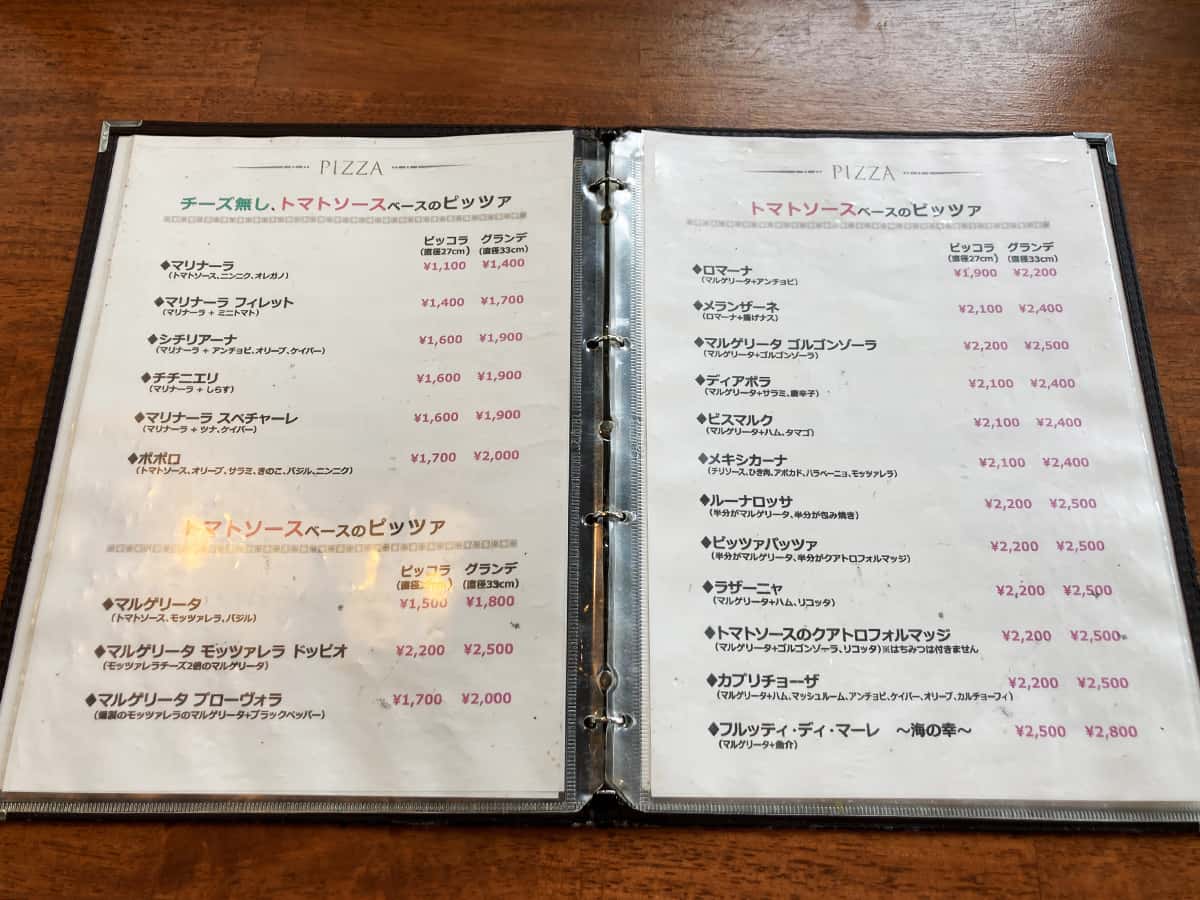 PIZZA
チーズ無し、トマトソースベースのピッツァ
ピッコラ グランデ
(直径27cm) (直径33cm)
◆マリナーラ ¥1,100 ¥1,400
(トマトソース、ニンニク、オレガノ)
◆マリナーラ フィレット ¥1,400 ¥1,700
(マリナーラ + ミニトマト)
◆シチリアーナ ¥1,600 ¥1,900
(マリナーラ + アンチョビ、オリーブ、ケイパー)
◆チチニエリ ¥1,600 ¥1,900
(マリナーラ + しらす)
◆マリナーラ スペチャーレ ¥1,600 ¥1,900
(マリナーラ + ツナ、ケイパー)
◆ポポロ ¥1,700 ¥2,000
(トマトソース、オリーブ、サラミ、きのこ、バジル、ニンニク)
トマトソースベースのピッツァ
ピッコラ グランデ
(直径27cm) (直径33cm)
◆マルゲリータ ¥1,500 ¥1,800
(トマトソース、モッツァレラ、バジル)
◆マルゲリータ モッツァレラ ドッピオ ¥2,200 ¥2,500
(モッツァレラチーズ2倍のマルゲリータ)
◆マルゲリータ プローヴォラ ¥1,700 ¥2,000
(燻製のモッツァレラのマルゲリータ+ブラックペッパー)
PIZZA
トマトソースベースのピッツァ
ピッコラ グランデ
(直径27cm) (直径33cm)
◆ロマーナ ¥1,900 ¥2,200
(マルゲリータ+アンチョビ)
◆メランザーネ ¥2,100 ¥2,400
(ロマーナ+揚げナス)
◆マルゲリータ ゴルゴンゾーラ ¥2,200 ¥2,500
(マルゲリータ+ゴルゴンゾーラ)
◆ディアボラ ¥2,100 ¥2,400
(マルゲリータ+サラミ、唐辛子)
◆ビスマルク ¥2,100 ¥2,400
(マルゲリータ+ハム、タマゴ)
◆メキシカーナ ¥2,100 ¥2,400
(チリソース、ひき肉、アボカド、ハラペーニョ、モッツァレラ)
◆ルーナロッサ ¥2,200 ¥2,500
(半分がマルゲリータ、半分が包み焼き)
◆ピッツァパッツァ ¥2,200 ¥2,500
(半分がマルゲリータ、半分がクアトロフォルマッジ)
◆ラザーニャ ¥2,200 ¥2,500
(マルゲリータ+ハム、リコッタ)
◆トマトソースのクアトロフォルマッジ ¥2,200 ¥2,500
(マルゲリータ+ゴルゴンゾーラ、リコッタ)※はちみつは付きません
◆カプリチョーザ ¥2,200 ¥2,500
(マルゲリータ+ハム、マッシュルーム、アンチョビ、ケイパー、オリーブ、カルチョーフィ)
◆フルッティ・ディ・マーレ ～海の幸～ ¥2,500 ¥2,800
(マルゲリータ+魚介)